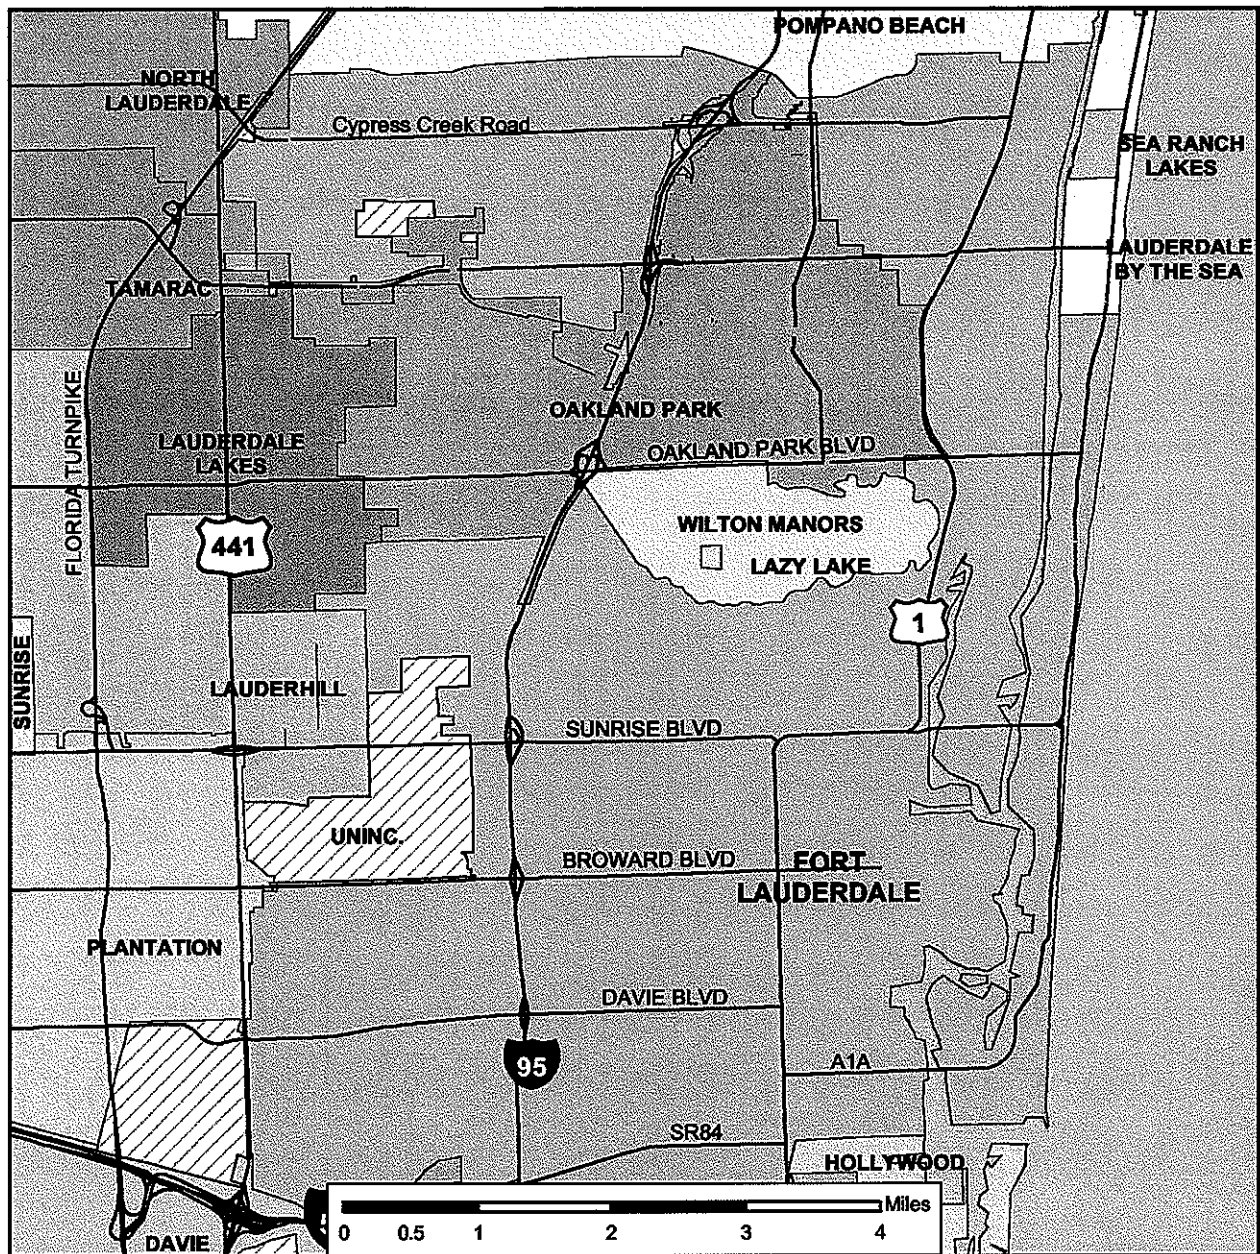 POMPANO BEACH
NORTH
LAUDERDALE
Cypress Creek Road
SEA RANCH
LAKES
LAUDERDALE
BY THE SEA
TAMARAC
FLORIDA TURNPIKE
OAKLAND PARK
LAUDERDALE
LAKES
OAKLAND PARK BLVD
WILTON MANORS
441
LAZY LAKE
1
SUNRISE
LAUDERHILL
SUNRISE BLVD
UNINC.
BROWARD BLVD
FORT
LAUDERDALE
PLANTATION
DAVIE BLVD
95
A1A
SR84
HOLLYWOOD
Miles
0 0.5 1 2 3 4
DAVIE